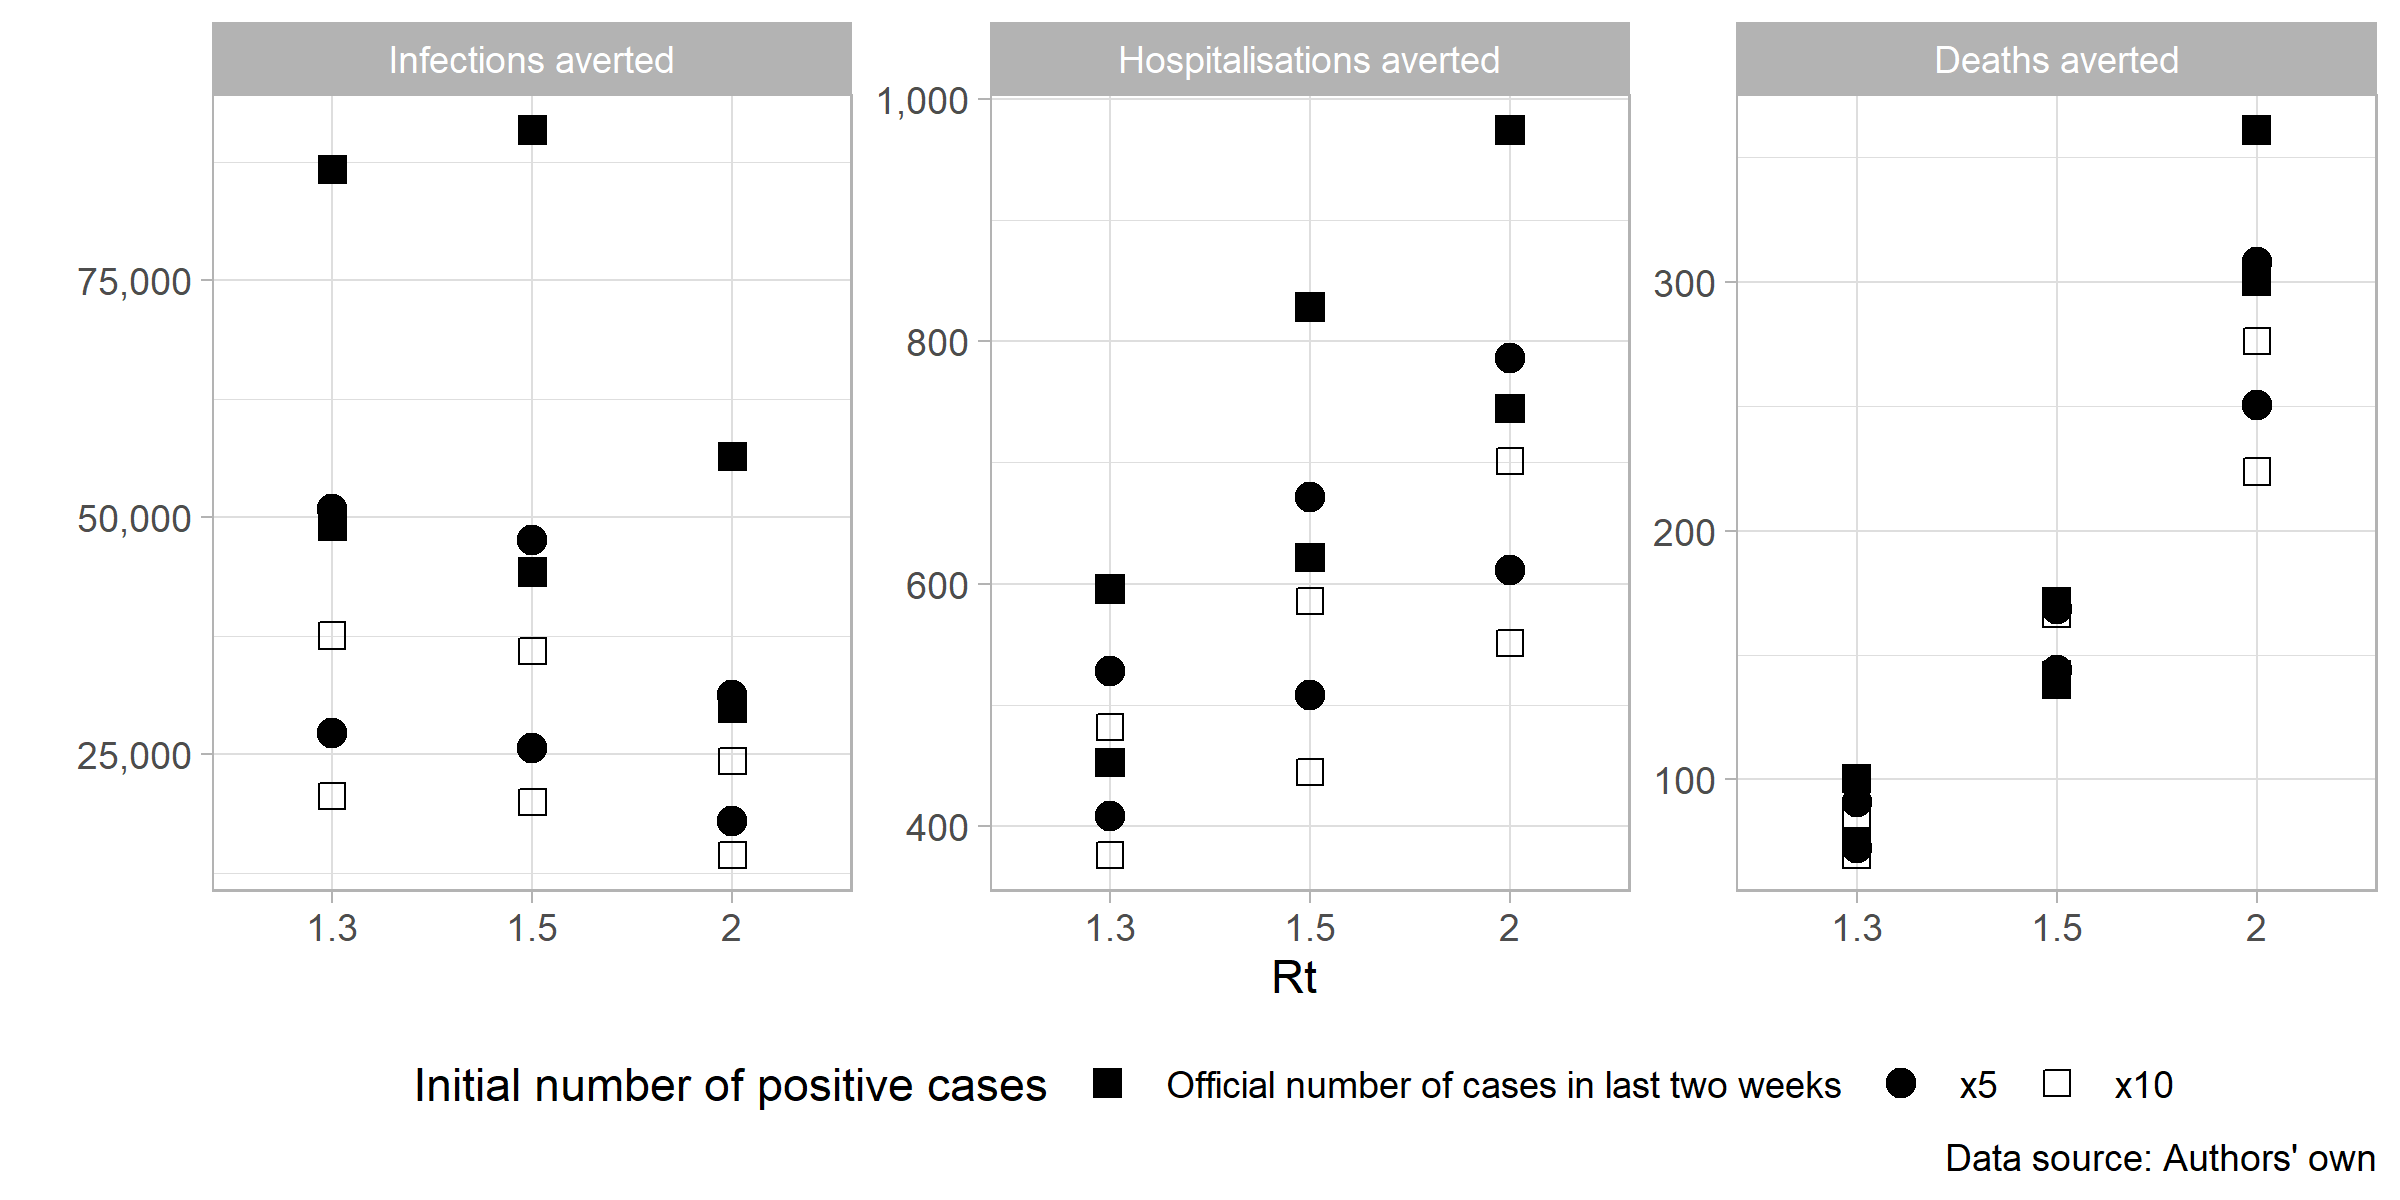 Infections averted
Hospitalisations averted
Deaths averted
75,000
50,000
25,000
1,000
800
600
400
300
200
100
1.3
1.5
2
1.3
1.5
2
1.3
1.5
2
Rt
Initial number of positive cases
Official number of cases in last two weeks
x5
x10
Data source: Authors' own